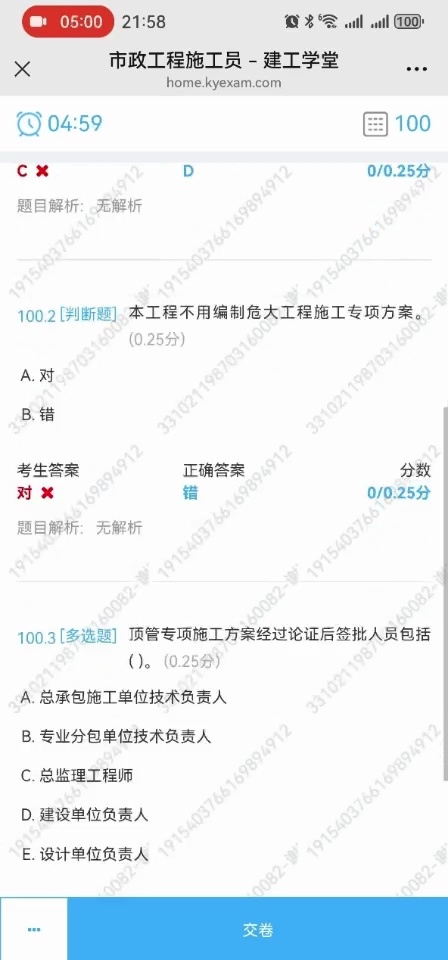 05:00 21:58 6 100
市政工程施工员 – 建工学堂
home.kyexam.com
04:59 100
C ✖ D 0/0.25分
题目解析: 无解析
100.2 [判断题] 本工程不用编制危大工程施工专项方案。
(0.25分)
A. 对
B. 错
考生答案 正确答案 分数
对 ✖ 错 0/0.25分
题目解析: 无解析
100.3 [多选题] 顶管专项施工方案经过论证后签批人员包括
( )。 (0.25分)
A. 总承包施工单位技术负责人
B. 专业分包单位技术负责人
C. 总监理工程师
D. 建设单位负责人
E. 设计单位负责人
··· 交卷